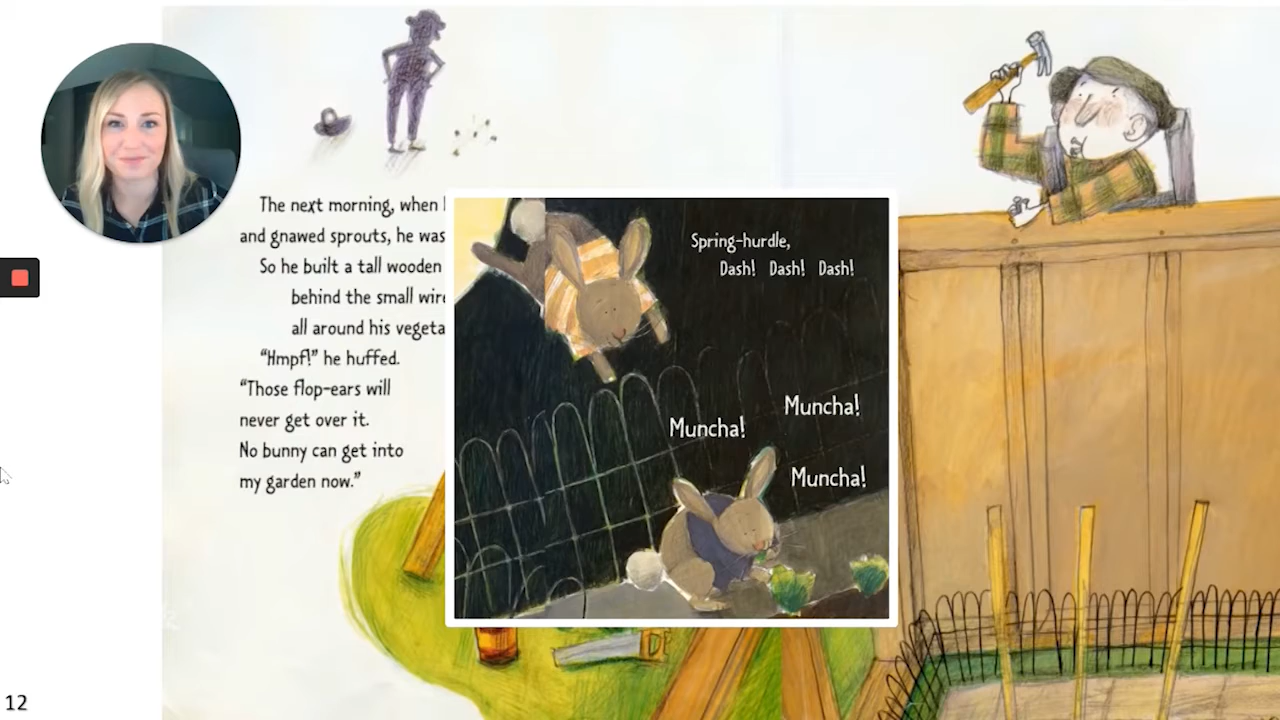 The next morning, when
and gnawed sprouts, he was
So he built a tall wooden
behind the small wire
all around his vegeta
“Hmpf!” he huffed.
“Those flop-ears will
never get over it.
No bunny can get into
my garden now.”
Spring-hurdle,
Dash! Dash! Dash!
Muncha!
Muncha!
Muncha!
12